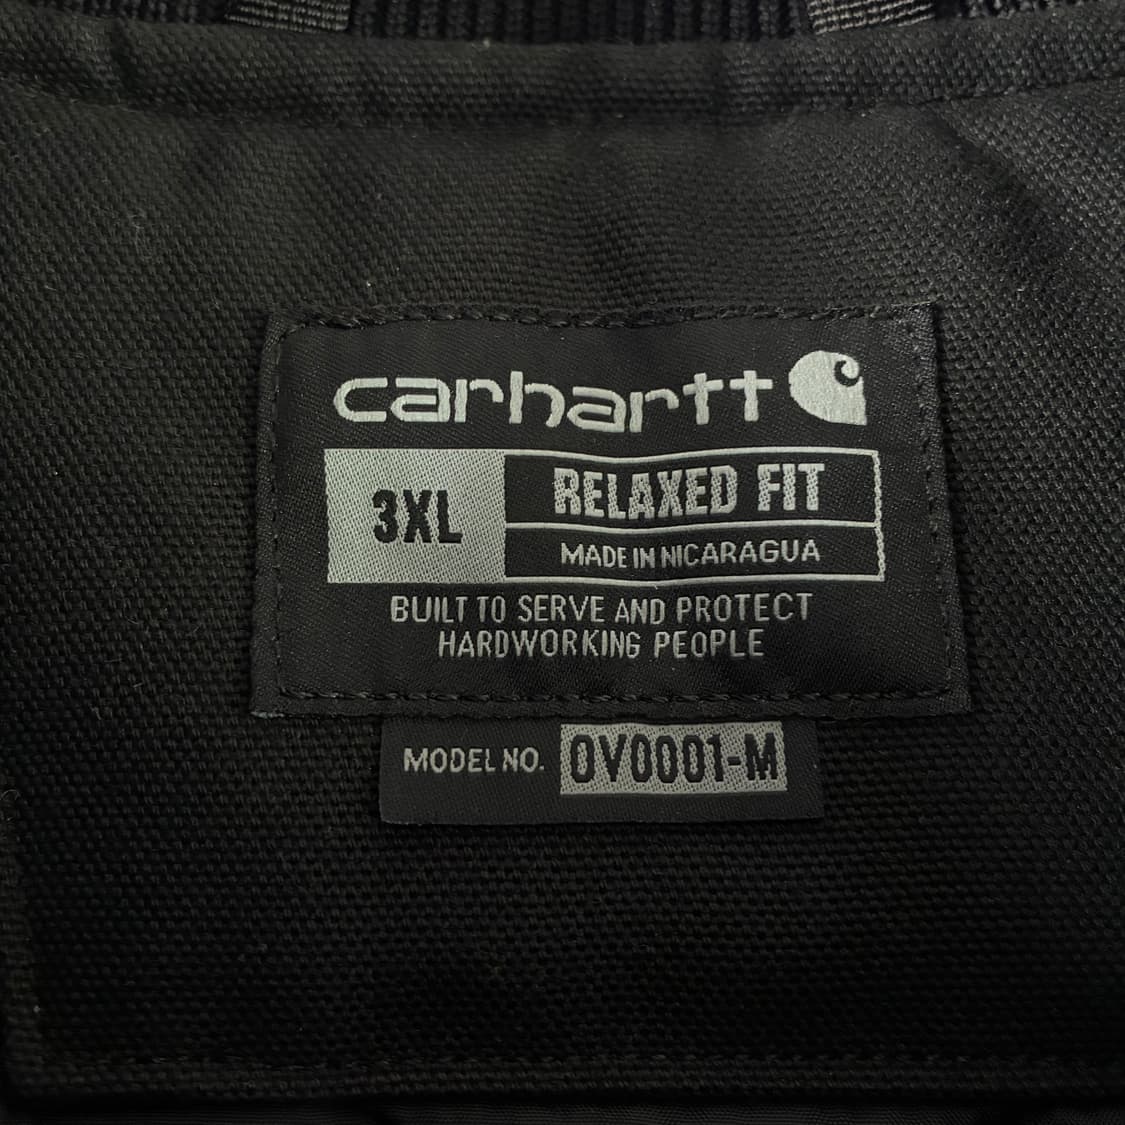 carhartt
3XL
RELAXED FIT
MADE IN NICARAGUA
BUILT TO SERVE AND PROTECT
HARDWORKING PEOPLE
MODEL NO. OV0001-M